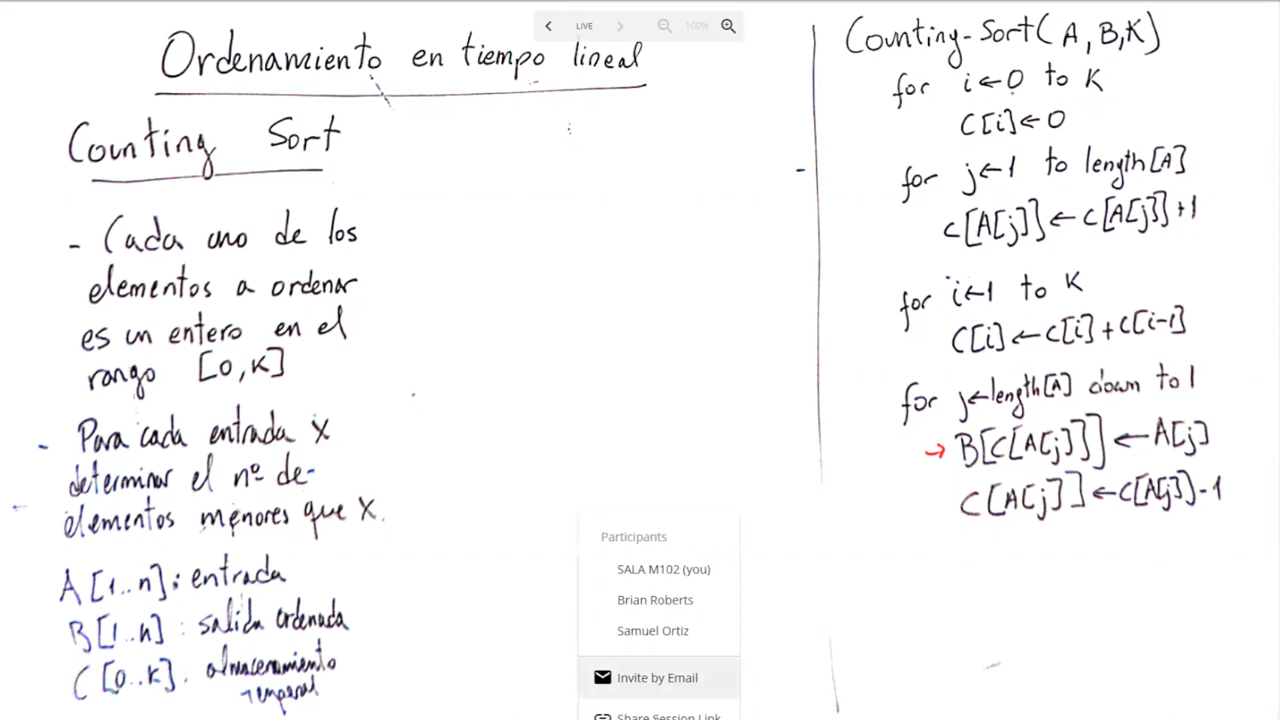 LIVE
100%
Ordenamiento en tiempo lineal
Counting Sort
- Cada uno de los
elementos a ordenar
es un entero en el
rango [0,K]
- Para cada entrada X
determinar el nº de
elementos menores que X.
A[1..n]: entrada
B[1..n]: salida ordenada
C[0..K]. almacenamiento
temporal
Participants
SALA M102 (you)
Brian Roberts
Samuel Ortiz
Invite by Email
Share Session Link
Counting-Sort(A,B,K)
for i←0 to K
C[i]←0
for j←1 to length[A]
C[A[j]]←C[A[j]]+1
for i←1 to K
C[i]←C[i]+C[i-1]
for j←length[A] down to 1
→ B[C[A[j]]]←A[j]
C[A[j]]←C[A[j]]-1